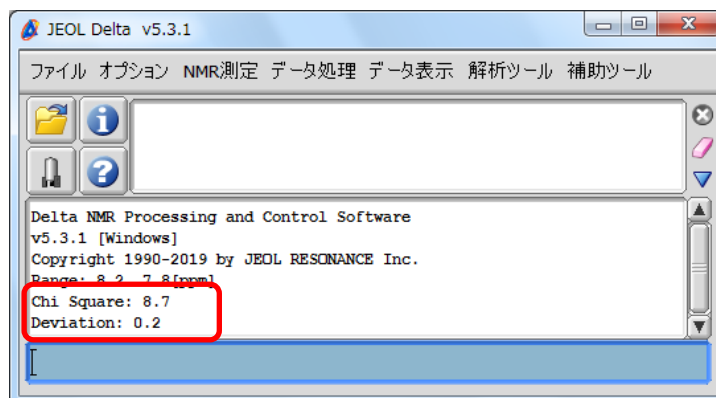 JEOL Delta v5.3.1
ファイル オプション NMR測定 データ処理 データ表示 解析ツール 補助ツール
Delta NMR Processing and Control Software
v5.3.1 [Windows]
Copyright 1990-2019 by JEOL RESONANCE Inc.
Range: 8.2, 7.8[ppm]
Chi Square: 8.7
Deviation: 0.2